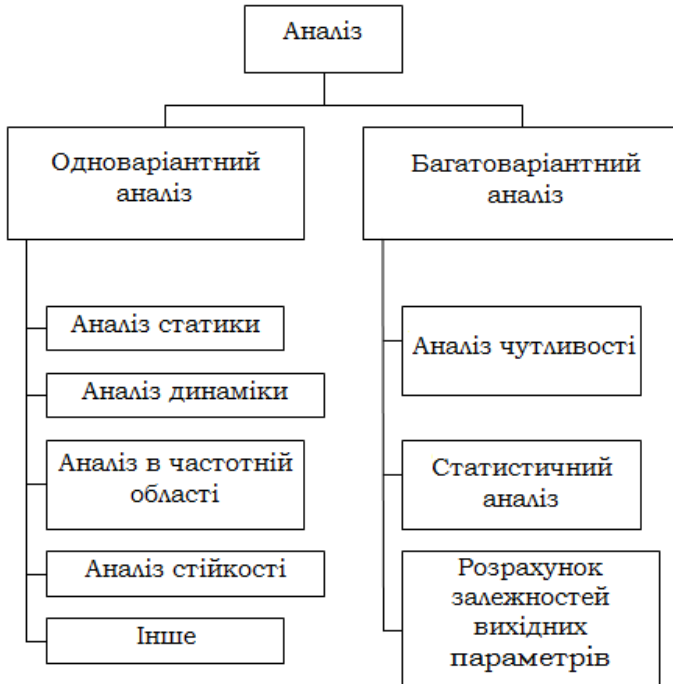 Аналіз
Одноваріантний
аналіз
Багатоваріантний
аналіз
Аналіз статики
Аналіз динаміки
Аналіз в частотній
області
Аналіз стійкості
Інше
Аналіз чутливості
Статистичний
аналіз
Розрахунок
залежностей
вихідних
параметрів